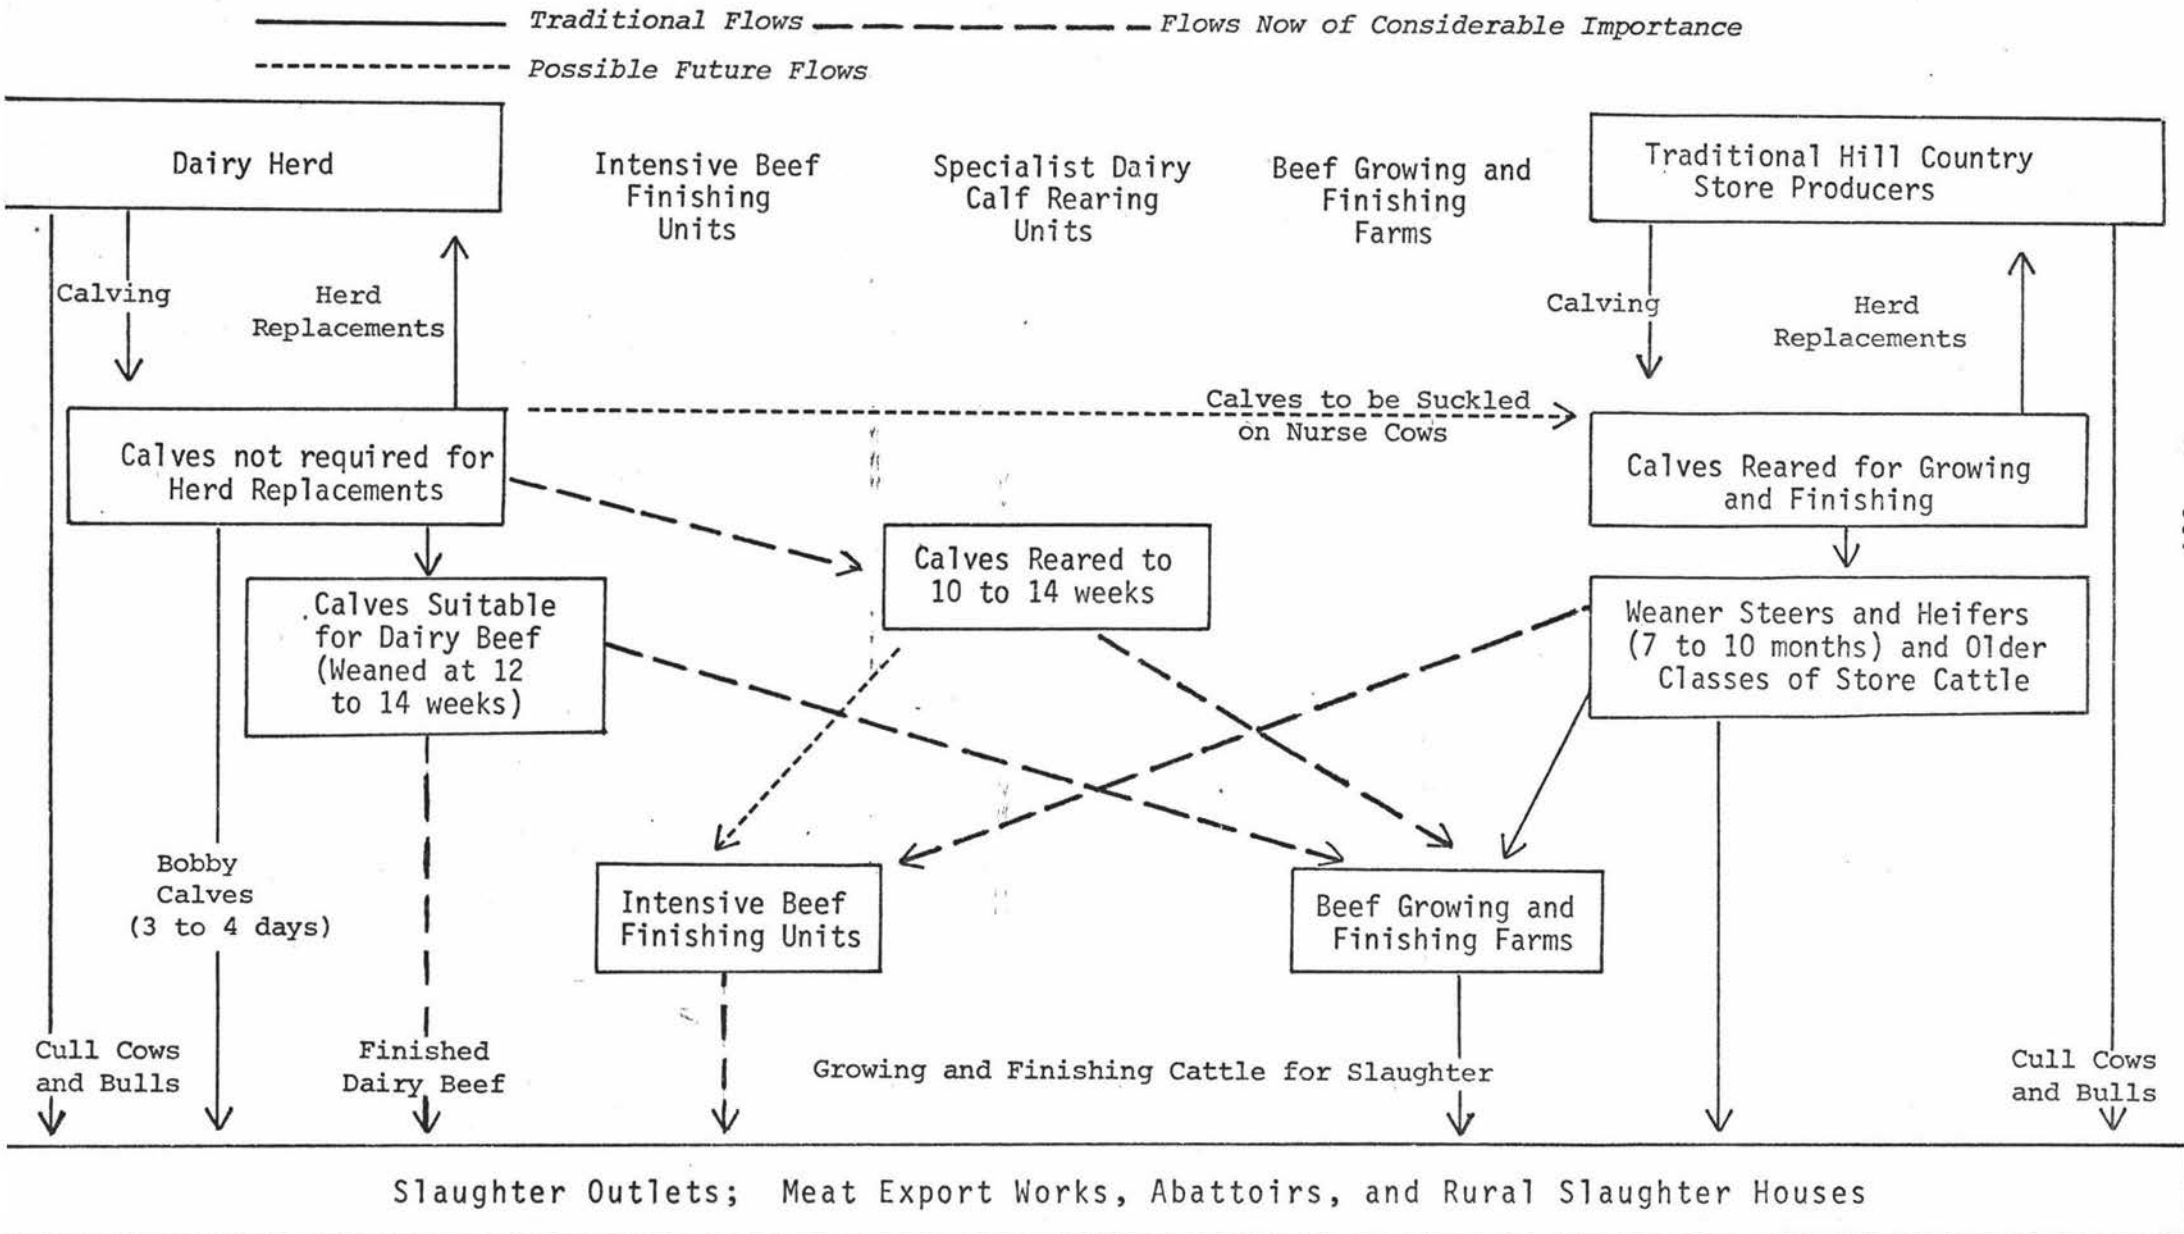 Traditional Flows
Flows Now of Considerable Importance
Possible Future Flows
Dairy Herd
Intensive Beef
Finishing
Units
Specialist Dairy
Calf Rearing
Units
Beef Growing and
Finishing
Farms
Traditional Hill Country
Store Producers
Calving
Herd
Replacements
Calving
Herd
Replacements
Calves to be Suckled
on Nurse Cows
Calves not required for
Herd Replacements
Calves Reared for Growing
and Finishing
Calves Reared to
10 to 14 weeks
Calves Suitable
for Dairy Beef
(Weaned at 12
to 14 weeks)
Weaner Steers and Heifers
(7 to 10 months) and Older
Classes of Store Cattle
Bobby
Calves
(3 to 4 days)
Intensive Beef
Finishing Units
Beef Growing and
Finishing Farms
Cull Cows
and Bulls
Finished
Dairy Beef
Growing and Finishing Cattle for Slaughter
Cull Cows
and Bulls
Slaughter Outlets; Meat Export Works, Abattoirs, and Rural Slaughter Houses